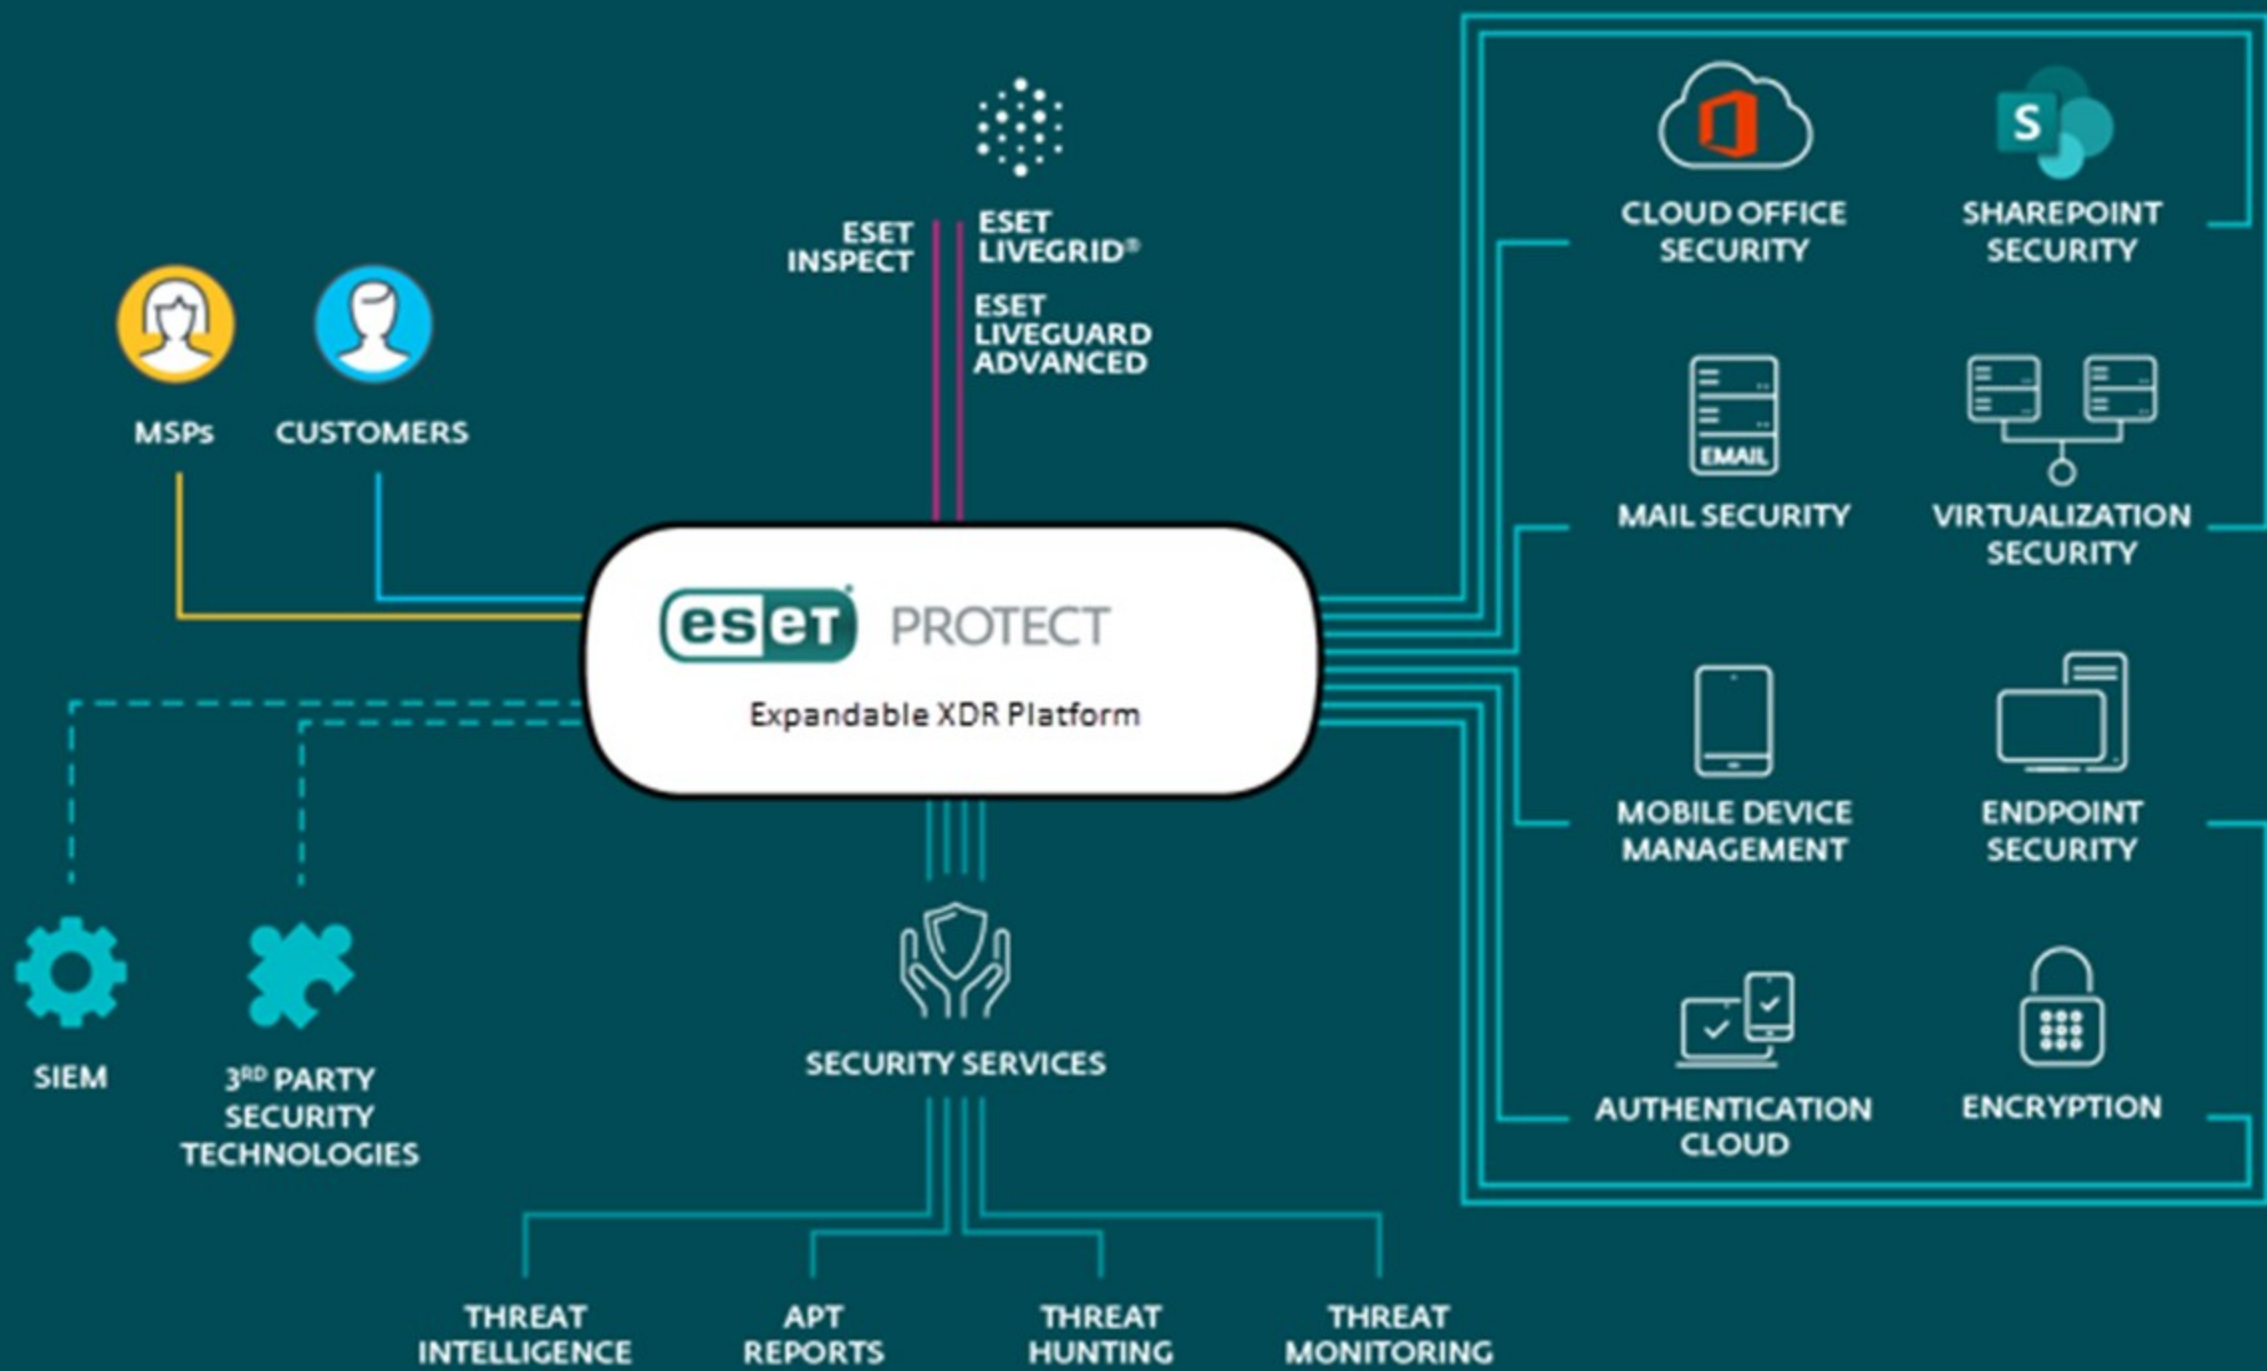 ESET
INSPECT
ESET
LIVEGRID®
ESET
LIVEGUARD
ADVANCED
MSPs
CUSTOMERS
eseT PROTECT
Expandable XDR Platform
SIEM
3RD PARTY
SECURITY
TECHNOLOGIES
SECURITY SERVICES
THREAT
INTELLIGENCE
APT
REPORTS
THREAT
HUNTING
THREAT
MONITORING
CLOUD OFFICE
SECURITY
S
SHAREPOINT
SECURITY
EMAIL
MAIL SECURITY
VIRTUALIZATION
SECURITY
MOBILE DEVICE
MANAGEMENT
ENDPOINT
SECURITY
AUTHENTICATION
CLOUD
ENCRYPTION